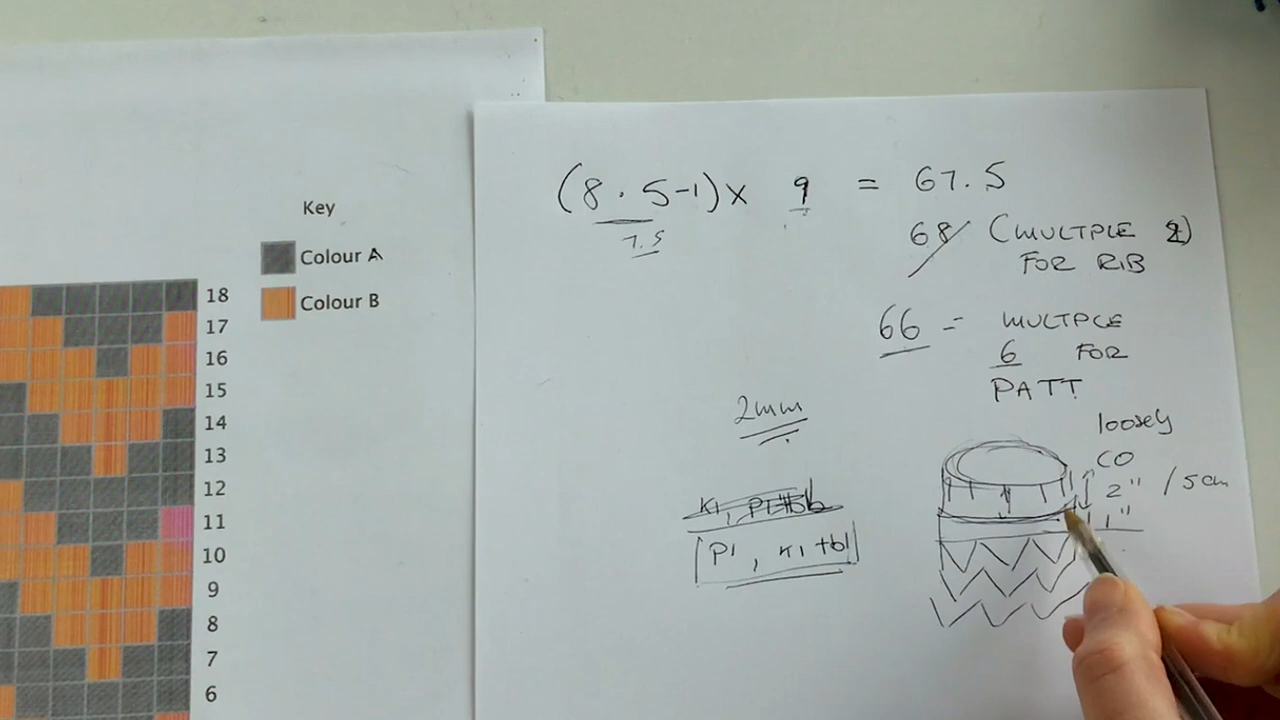 Key
Colour A
Colour B
18
17
16
15
14
13
12
11
10
9
8
7
6
(8.5-1)x 9 = 67.5
7.5
68 (MULTPLE 2)
FOR RIB
66 = MULTPLE
6 FOR
PATT
2mm
P1, K1 tbl
loosely
CO
2" / 5cm
1"